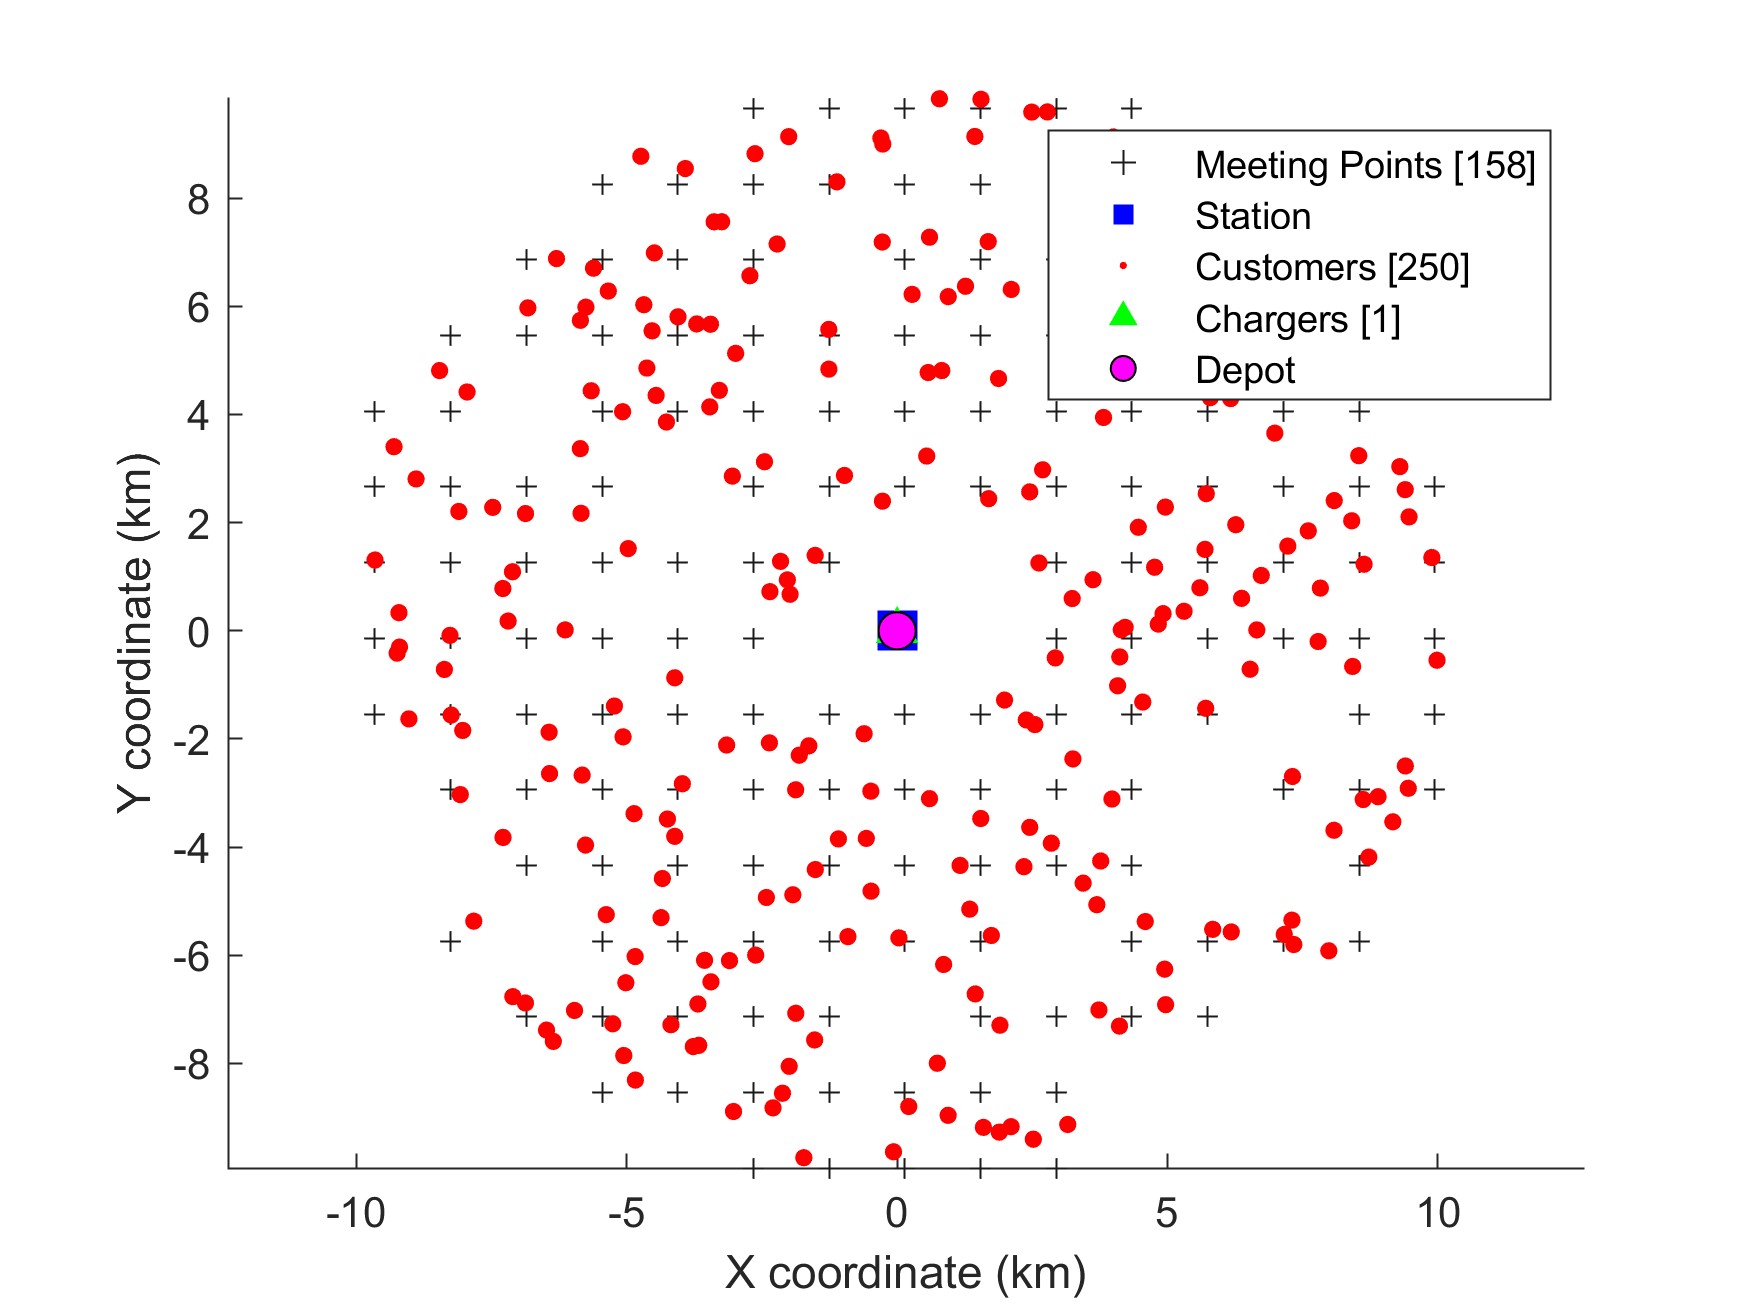 Meeting Points [158]
Station
Customers [250]
Chargers [1]
Depot
8
6
4
2
0
-2
-4
-6
-8
Y coordinate (km)
-10
-5
0
5
10
X coordinate (km)